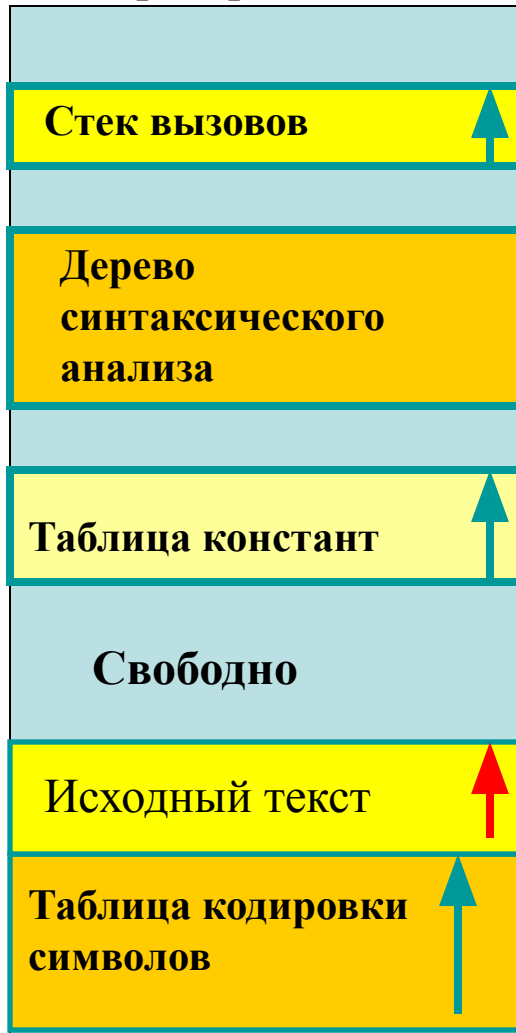 Стек вызовов
Дерево
синтаксического
анализа
Таблица констант
Свободно
Исходный текст
Таблица кодировки
символов